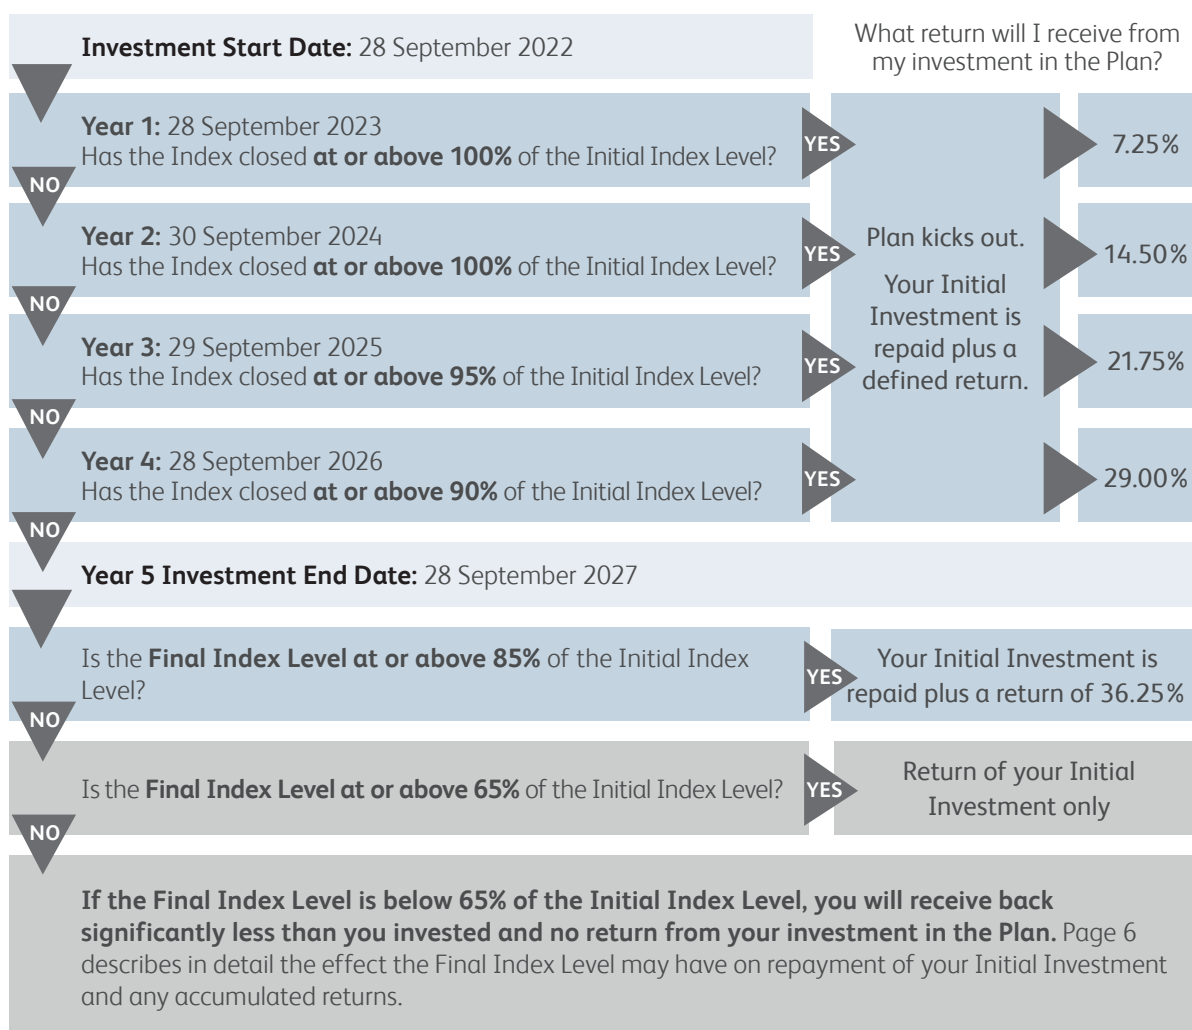 Investment Start Date: 28 September 2022
What return will I receive from
my investment in the Plan?
Year 1: 28 September 2023
Has the Index closed at or above 100% of the Initial Index Level?
YES
7.25%
NO
Year 2: 30 September 2024
Has the Index closed at or above 100% of the Initial Index Level?
YES
Plan kicks out.
Your Initial
Investment is
repaid plus a
defined return.
14.50%
NO
Year 3: 29 September 2025
Has the Index closed at or above 95% of the Initial Index Level?
YES
21.75%
NO
Year 4: 28 September 2026
Has the Index closed at or above 90% of the Initial Index Level?
YES
29.00%
NO
Year 5 Investment End Date: 28 September 2027
Is the Final Index Level at or above 85% of the Initial Index
Level?
YES
Your Initial Investment is
repaid plus a return of 36.25%
NO
Is the Final Index Level at or above 65% of the Initial Index Level?
YES
Return of your Initial
Investment only
NO
If the Final Index Level is below 65% of the Initial Index Level, you will receive back
significantly less than you invested and no return from your investment in the Plan. Page 6
describes in detail the effect the Final Index Level may have on repayment of your Initial Investment
and any accumulated returns.